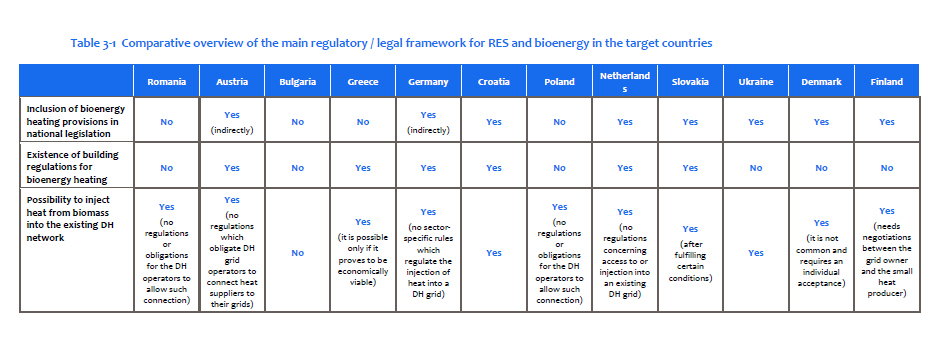 Table 3-1 Comparative overview of the main regulatory / legal framework for RES and bioenergy in the target countries
Romania
Austria
Bulgaria
Greece
Germany
Croatia
Poland
Netherland
s
Slovakia
Ukraine
Denmark
Finland
Inclusion of bioenergy
heating provisions in
national legislation
No
Yes
(indirectly)
No
No
Yes
(indirectly)
Yes
No
Yes
Yes
Yes
Yes
Yes
Existence of building
regulations for
bioenergy heating
No
Yes
No
Yes
Yes
Yes
No
Yes
Yes
No
No
No
Possibility to inject
heat from biomass
into the existing DH
network
Yes
(no
regulations
or
obligations
for the DH
operators to
allow such
connection)
Yes
(no
regulations
which
obligate DH
grid
operators to
connect heat
suppliers to
their grids)
No
Yes
(it is possible
only if it
proves to be
economically
viable)
Yes
(no sector-
specific rules
which
regulate the
injection of
heat into a
DH grid)
Yes
Yes
(no
regulations
or
obligations
for the DH
operators to
allow such
connection)
Yes
(no
regulations
concerning
access to or
injection into
an existing
DH grid)
Yes
(after
fulfilling
certain
conditions)
Yes
Yes
(it is not
common and
requires an
individual
acceptance)
Yes
(needs
negotiations
between the
grid owner
and the small
heat
producer)